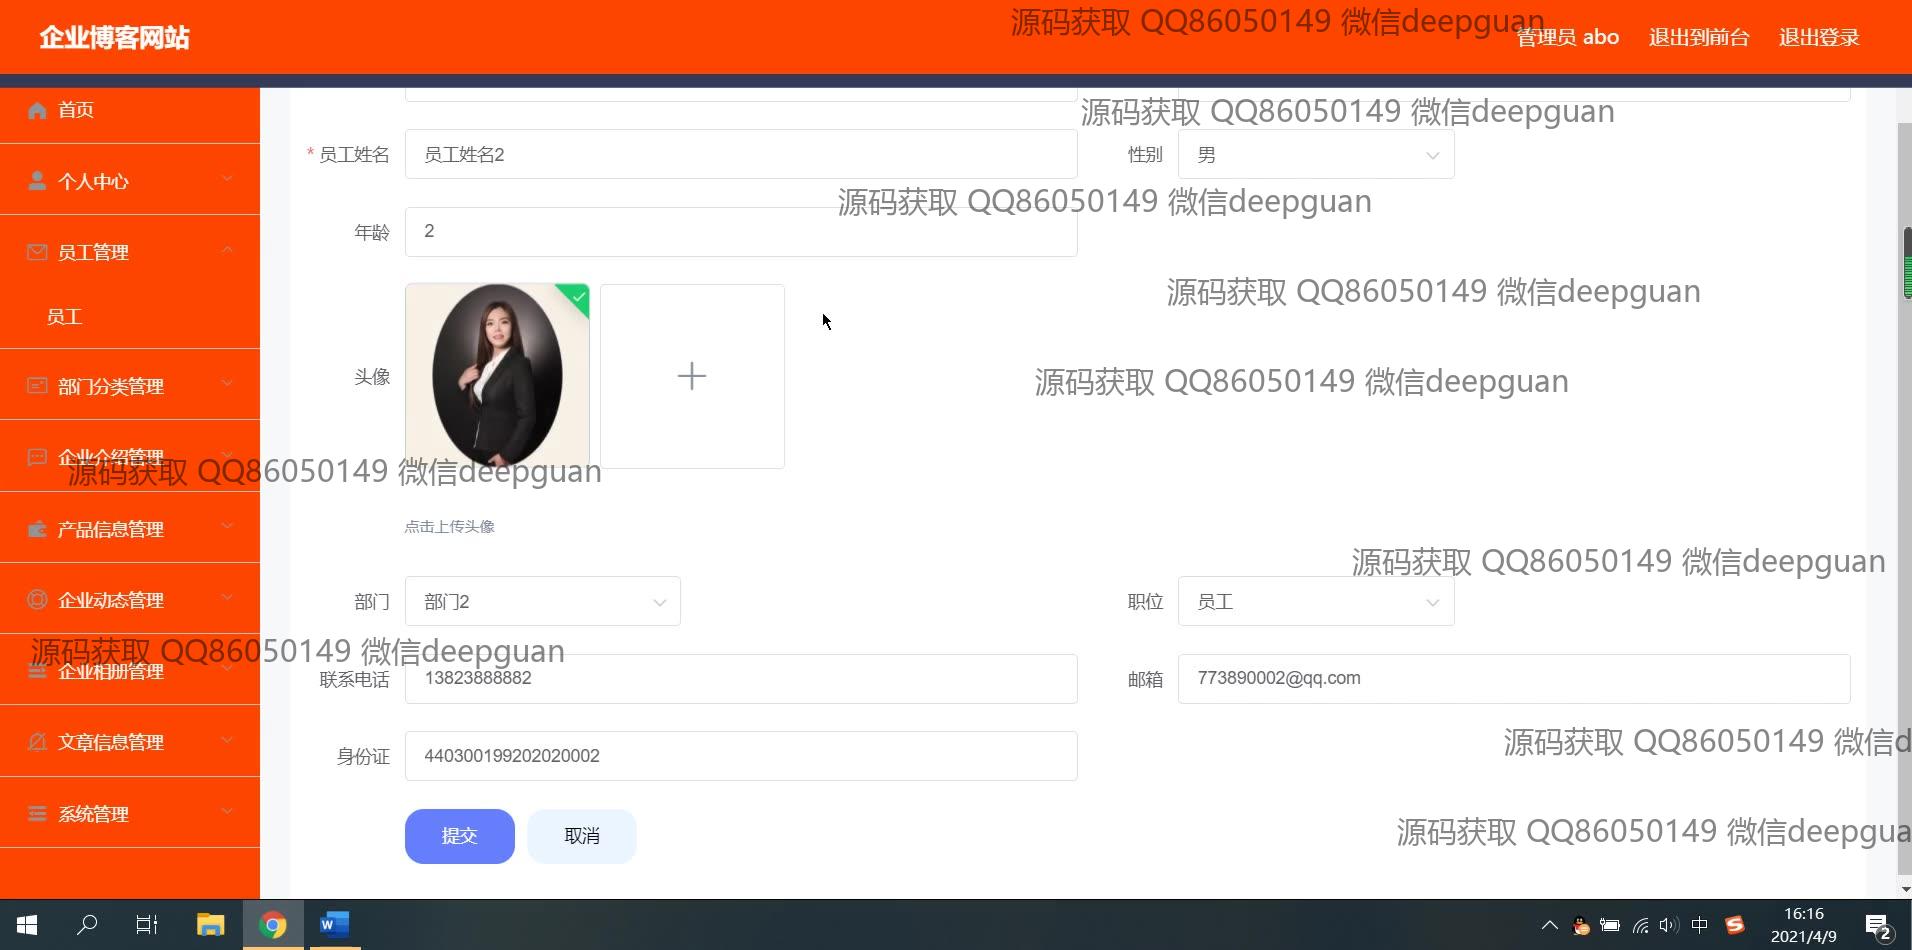 企业博客网站
源码获取 QQ86050149 微信deepguan
管理员 abo
退出到前台
退出登录
首页
源码获取 QQ86050149 微信deepguan
* 员工姓名
员工姓名2
性别
男
个人中心
源码获取 QQ86050149 微信deepguan
年龄
2
员工管理
源码获取 QQ86050149 微信deepguan
员工
头像
源码获取 QQ86050149 微信deepguan
部门分类管理
企业介绍管理
源码获取 QQ86050149 微信deepguan
点击上传头像
产品信息管理
源码获取 QQ86050149 微信deepguan
部门
部门2
职位
员工
企业动态管理
源码获取 QQ86050149 微信deepguan
企业相册管理
联系电话
13823888882
邮箱
773890002@qq.com
文章信息管理
身份证
440300199202020002
源码获取 QQ86050149 微信d
系统管理
提交
取消
源码获取 QQ86050149 微信deepgua
中
16:16
2021/4/9
2